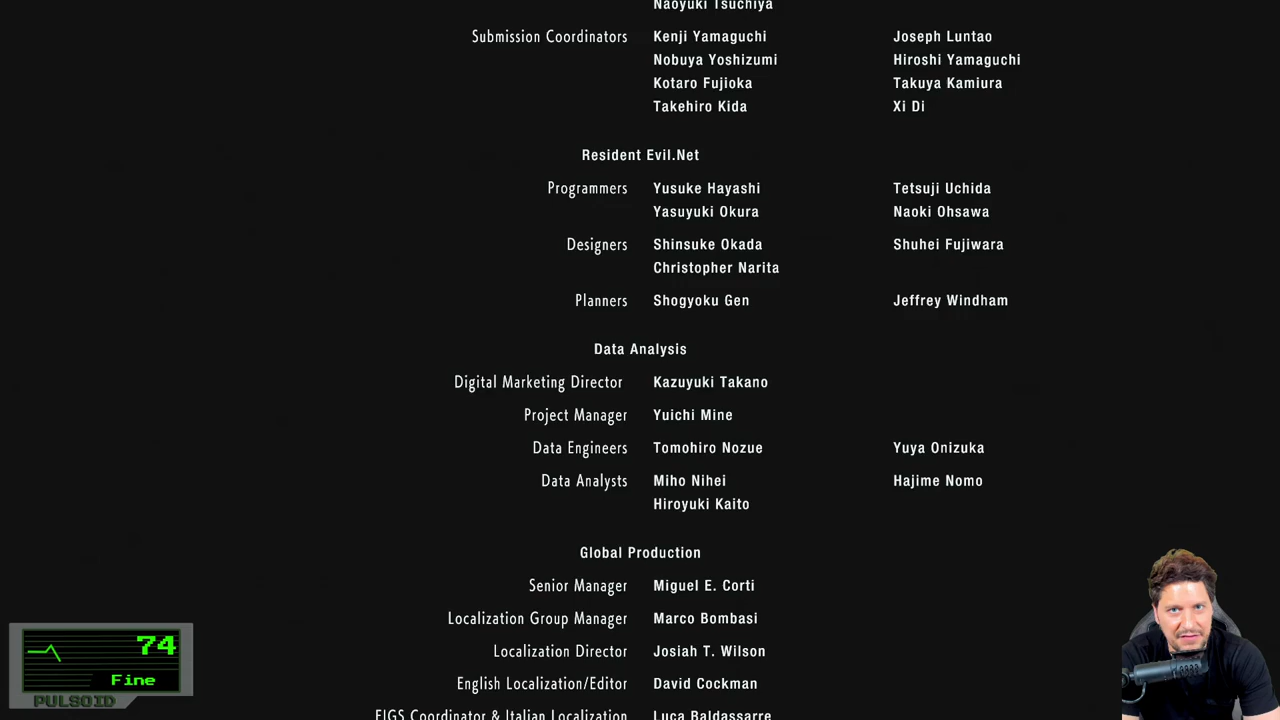 Naoyuki Tsuchiya
Submission Coordinators Kenji Yamaguchi Joseph Luntao
Nobuya Yoshizumi Hiroshi Yamaguchi
Kotaro Fujioka Takuya Kamiura
Takehiro Kida Xi Di
Resident Evil.Net
Programmers Yusuke Hayashi Tetsuji Uchida
Yasuyuki Okura Naoki Ohsawa
Designers Shinsuke Okada Shuhei Fujiwara
Christopher Narita
Planners Shogyoku Gen Jeffrey Windham
Data Analysis
Digital Marketing Director Kazuyuki Takano
Project Manager Yuichi Mine
Data Engineers Tomohiro Nozue Yuya Onizuka
Data Analysts Miho Nihei Hajime Nomo
Hiroyuki Kaito
Global Production
Senior Manager Miguel E. Corti
Localization Group Manager Marco Bombasi
Localization Director Josiah T. Wilson
English Localization/Editor David Cockman
FIGS Coordinator & Italian Localization Luca Baldassarre
74
Fine
PULSOID